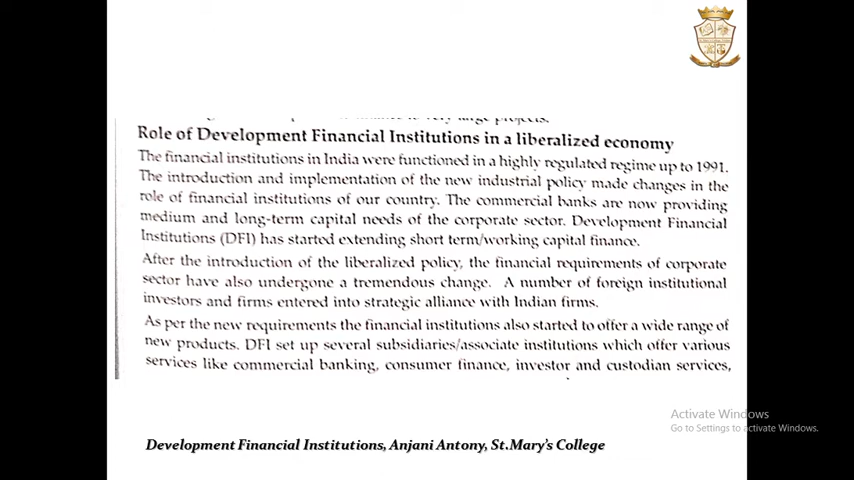 very large projects.
Role of Development Financial Institutions in a liberalized economy
The financial institutions in India were functioned in a highly regulated regime up to 1991.
The introduction and implementation of the new industrial policy made changes in the
role of financial institutions of our country. The commercial banks are now providing
medium and long-term capital needs of the corporate sector. Development Financial
Institutions (DFI) has started extending short term/working capital finance.
After the introduction of the liberalized policy, the financial requirements of corporate
sector have also undergone a tremendous change. A number of foreign institutional
investors and firms entered into strategic alliance with Indian firms.
As per the new requirements the financial institutions also started to offer a wide range of
new products. DFI set up several subsidiaries/associate institutions which offer various
services like commercial banking, consumer finance, investor and custodian services,
Activate Windows
Go to Settings to activate Windows.
Development Financial Institutions, Anjani Antony, St.Mary's College